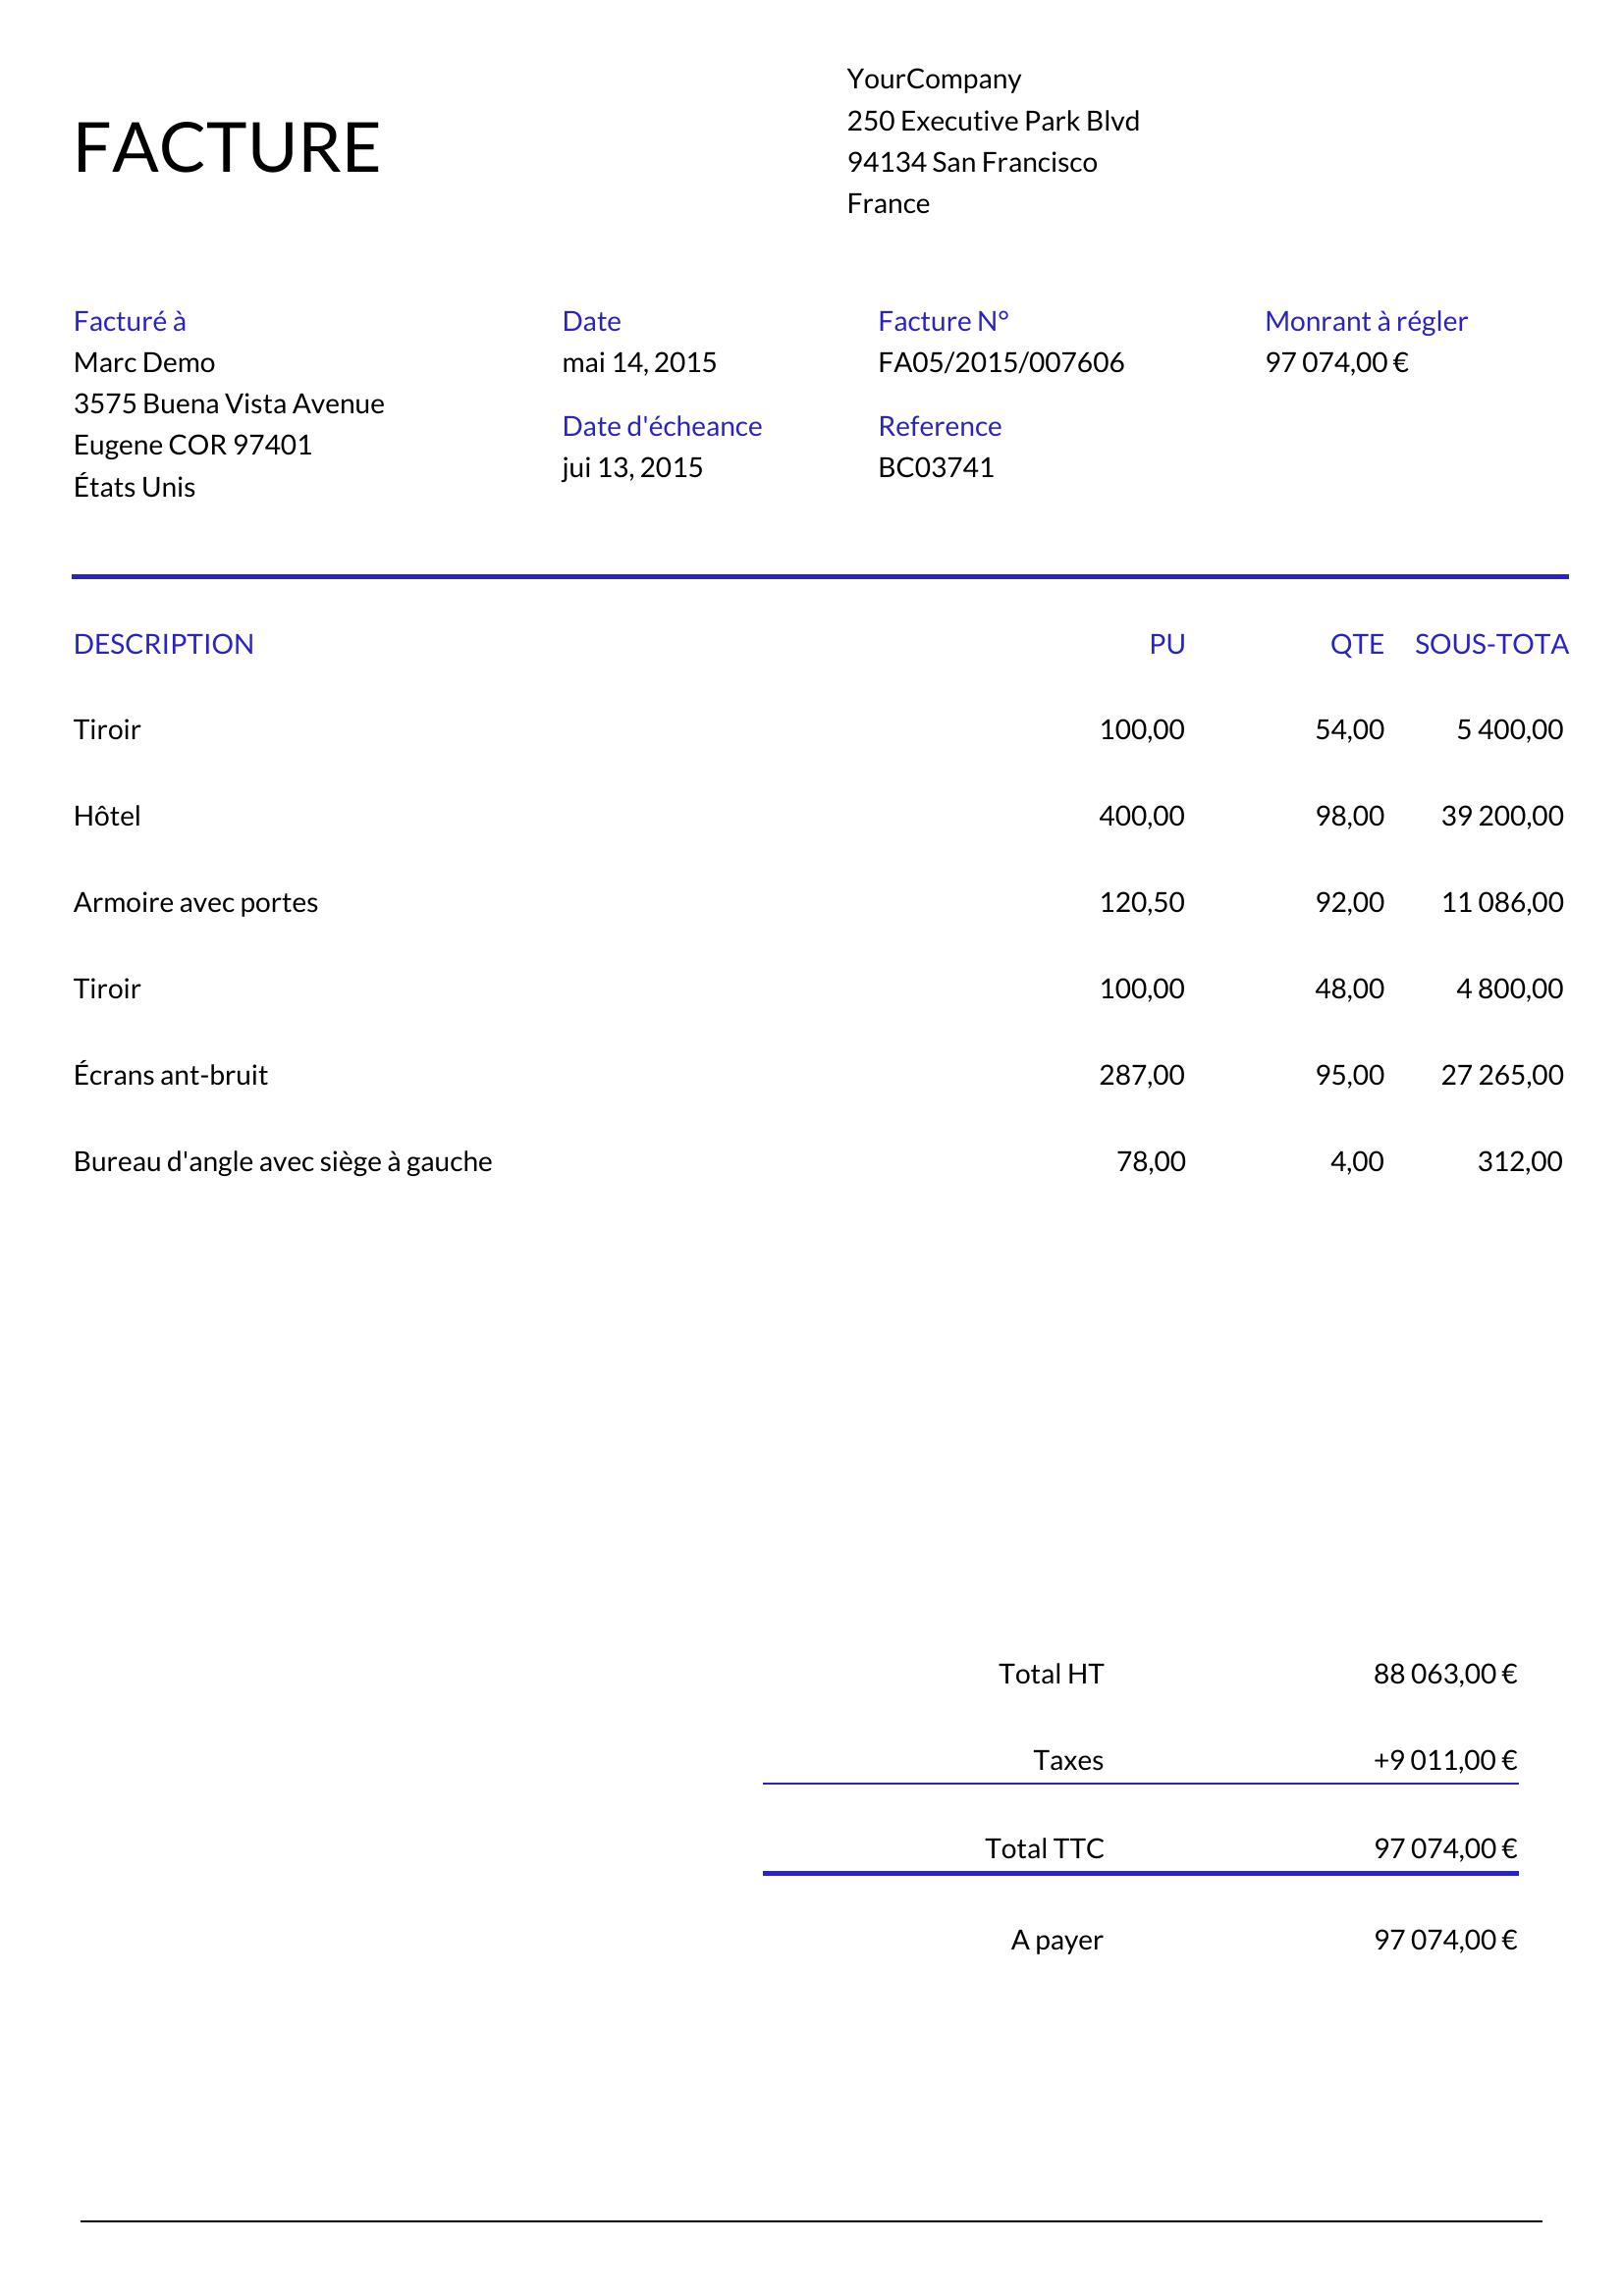 YourCompany
250 Executive Park Blvd
94134 San Francisco
France
FACTURE
Facturé à
Marc Demo
3575 Buena Vista Avenue
Eugene COR 97401
États Unis
Date
mai 14, 2015
Date d'écheance
jui 13, 2015
Facture N°
FA05/2015/007606
Reference
BC03741
Monrant à régler
97 074,00 €
DESCRIPTION PU QTE SOUS-TOTA
Tiroir 100,00 54,00 5 400,00
Hôtel 400,00 98,00 39 200,00
Armoire avec portes 120,50 92,00 11 086,00
Tiroir 100,00 48,00 4 800,00
Écrans ant-bruit 287,00 95,00 27 265,00
Bureau d'angle avec siège à gauche 78,00 4,00 312,00
Total HT 88 063,00 €
Taxes +9 011,00 €
Total TTC 97 074,00 €
A payer 97 074,00 €